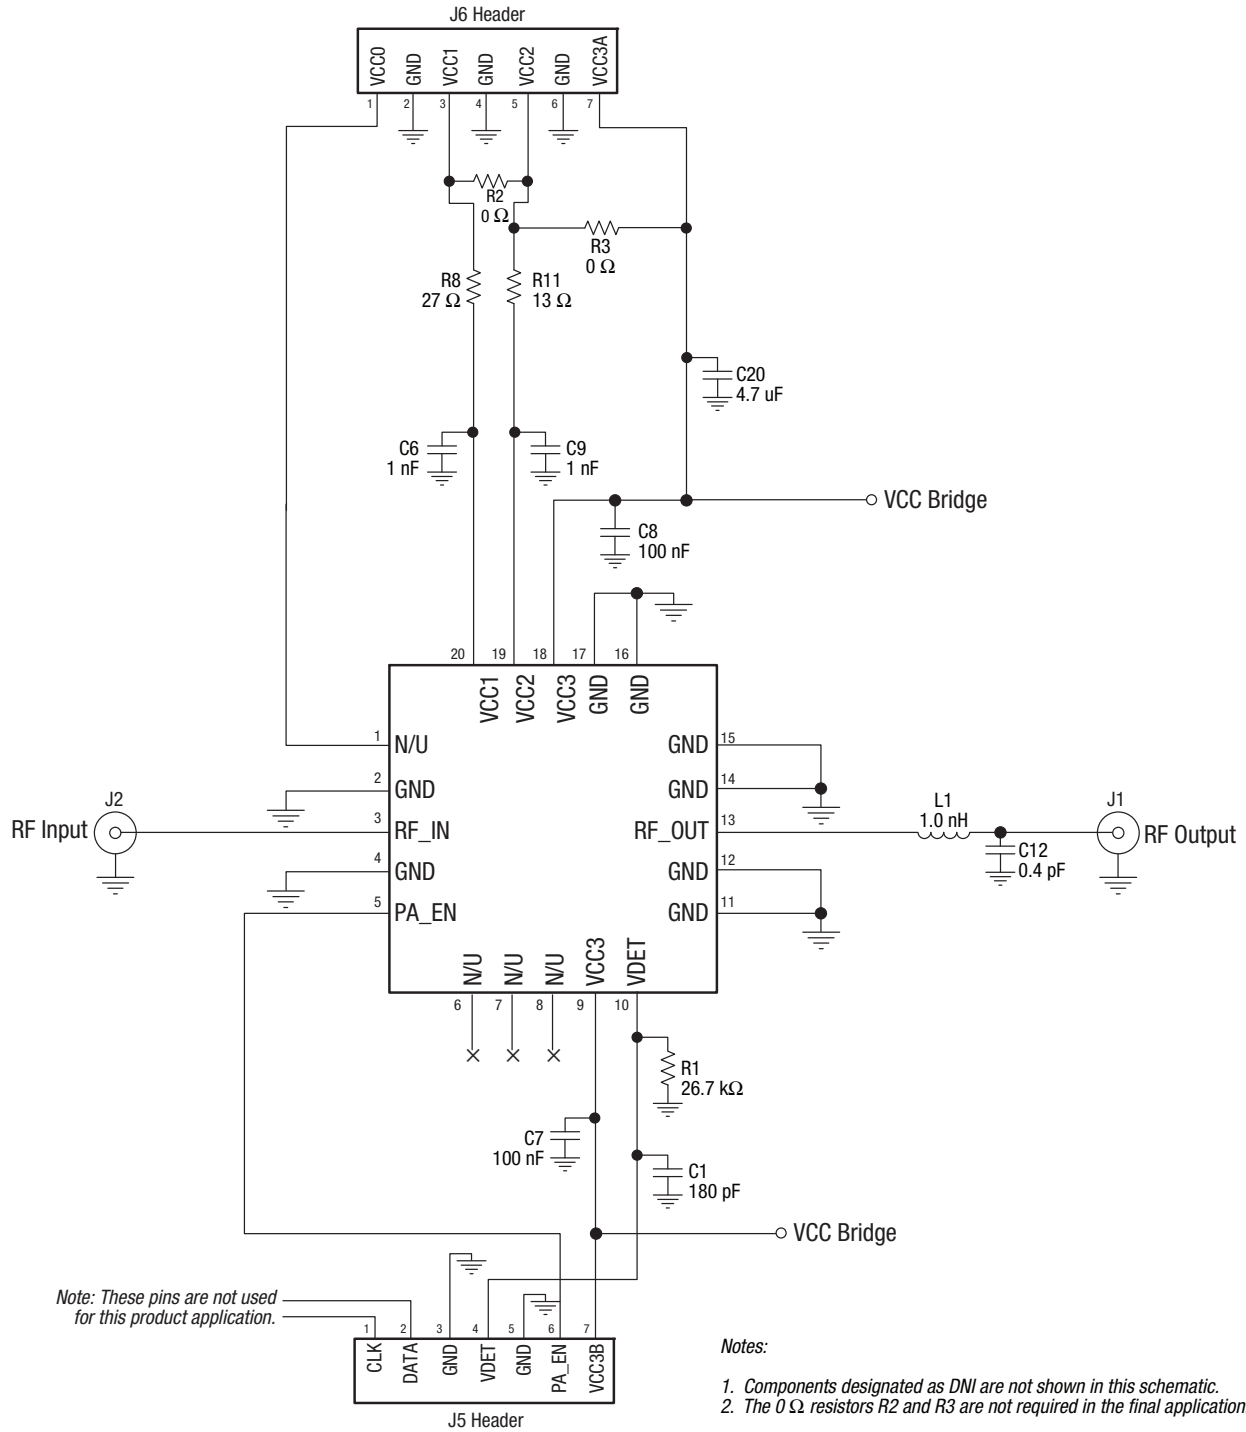 J6 Header
VCC0
GND
VCC1
GND
VCC2
GND
VCC3A
1
2
3
4
5
6
7
R2
0 Ω
R3
0 Ω
R8
27 Ω
R11
13 Ω
C20
4.7 uF
C6
1 nF
C9
1 nF
VCC Bridge
C8
100 nF
20
19
18
17
16
VCC1
VCC2
VCC3
GND
GND
1
N/U
GND
15
2
GND
GND
14
J2
RF Input
3
RF_IN
RF_OUT
13
L1
1.0 nH
J1
RF Output
C12
0.4 pF
4
GND
GND
12
5
PA_EN
GND
11
N/U
N/U
N/U
VCC3
VDET
6
7
8
9
10
R1
26.7 kΩ
C7
100 nF
C1
180 pF
VCC Bridge
Note: These pins are not used
for this product application.
1
2
3
4
5
6
7
CLK
DATA
GND
VDET
GND
PA_EN
VCC3B
J5 Header
Notes:
1. Components designated as DNI are not shown in this schematic.
2. The 0 Ω resistors R2 and R3 are not required in the final application